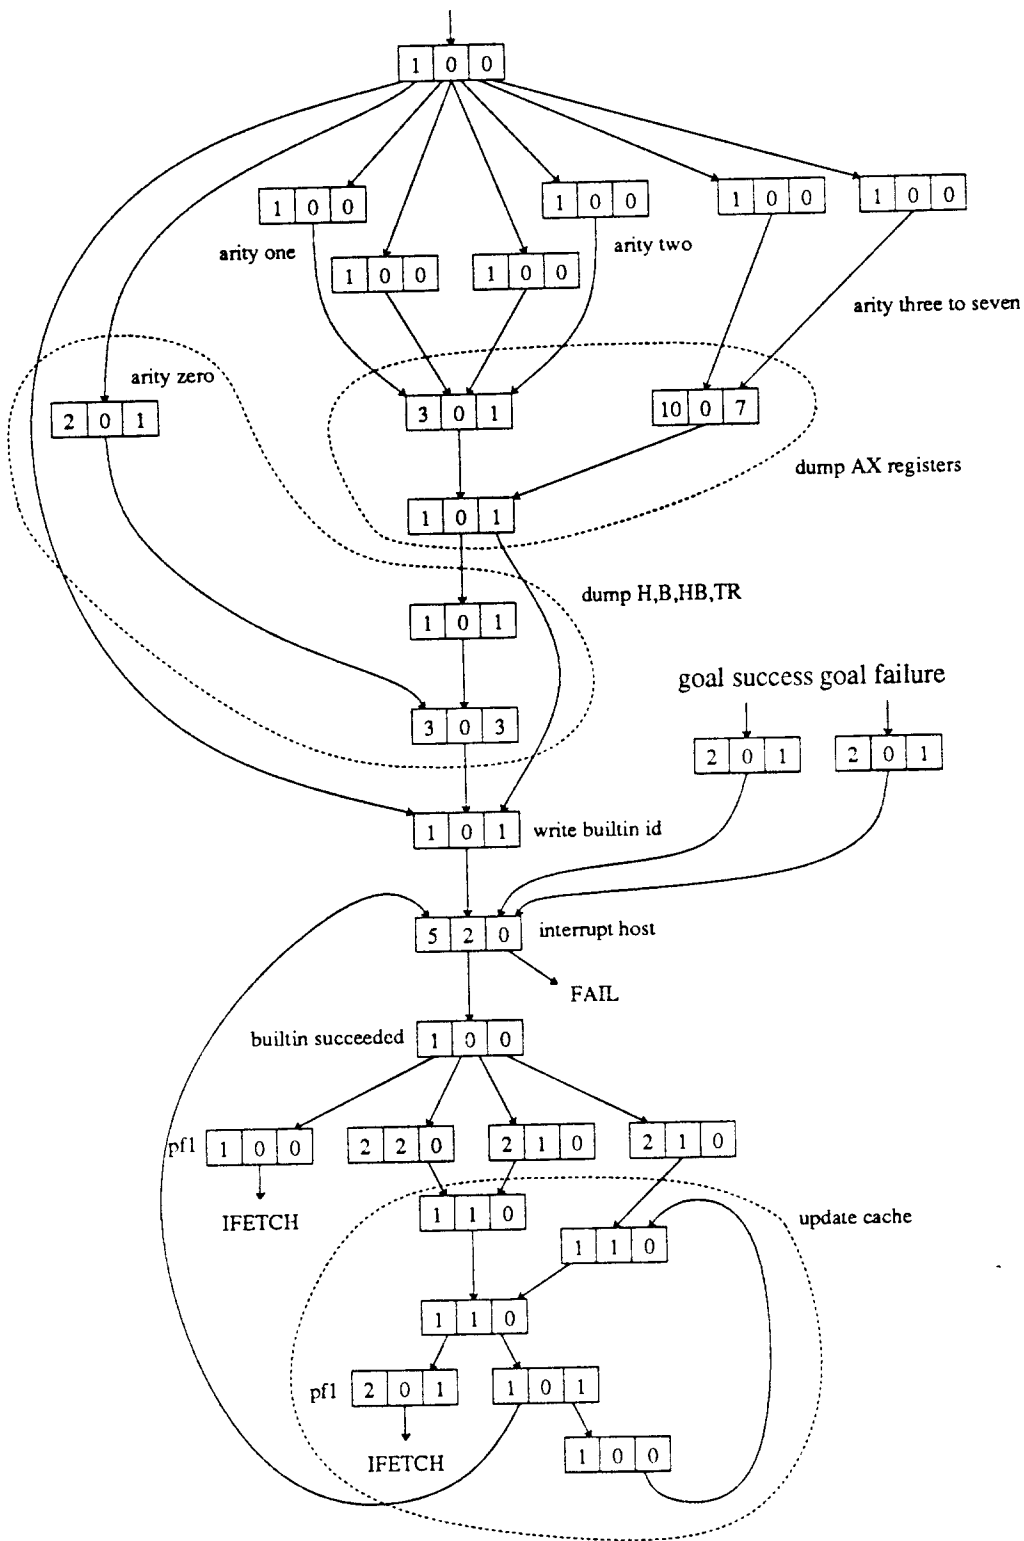 1 0 0
1 0 0
1 0 0
1 0 0
1 0 0
arity one
arity two
1 0 0
1 0 0
arity three to seven
arity zero
2 0 1
3 0 1
10 0 7
dump AX registers
1 0 1
dump H,B,HB,TR
1 0 1
goal success goal failure
3 0 3
2 0 1
2 0 1
1 0 1
write builtin id
5 2 0
interrupt host
FAIL
builtin succeeded
1 0 0
pf1
1 0 0
2 2 0
2 1 0
2 1 0
IFETCH
1 1 0
update cache
1 1 0
1 1 0
pf1
2 0 1
1 0 1
IFETCH
1 0 0